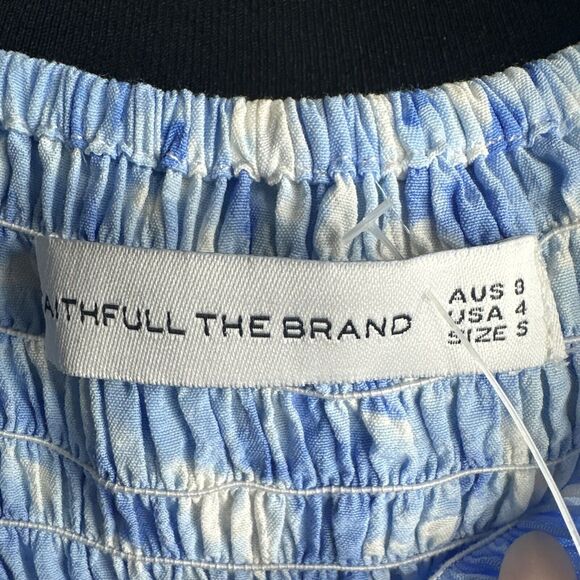 AITHFULL THE BRAND
AUS 8
USA 4
SIZE S